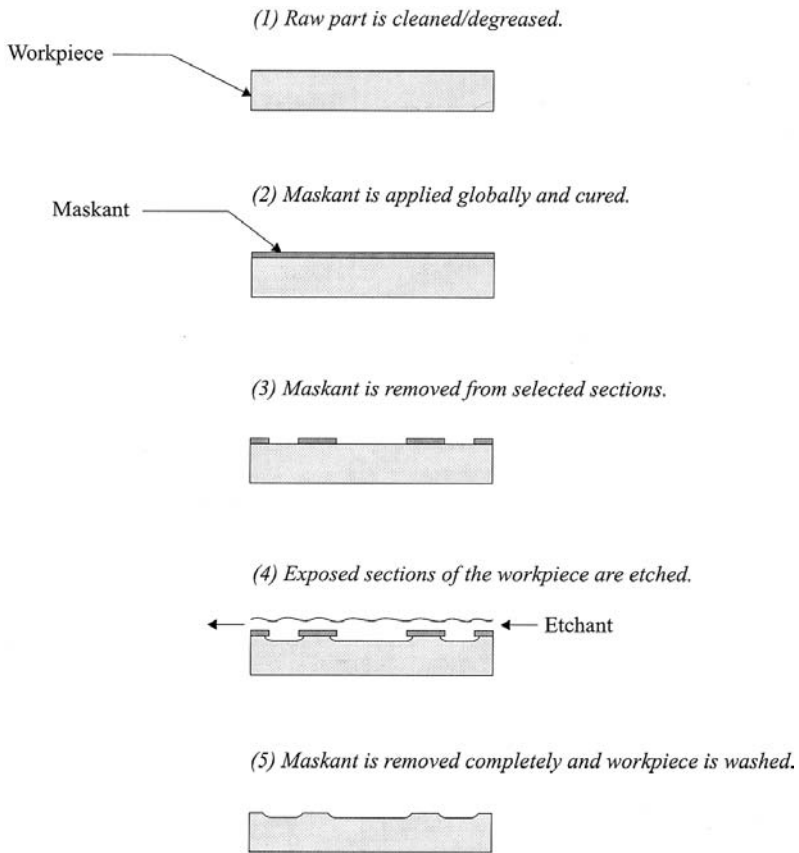 (1) Raw part is cleaned/degreased.
Workpiece
(2) Maskant is applied globally and cured.
Maskant
(3) Maskant is removed from selected sections.
(4) Exposed sections of the workpiece are etched.
Etchant
(5) Maskant is removed completely and workpiece is washed.